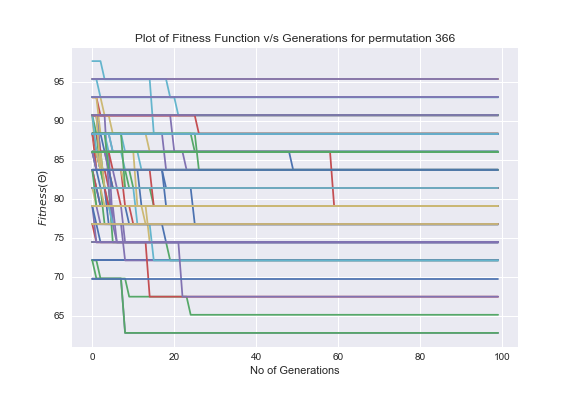 Plot of Fitness Function v/s Generations for permutation 366
Fitness(Θ)
95
90
85
80
75
70
65
0 20 40 60 80 100
No of Generations